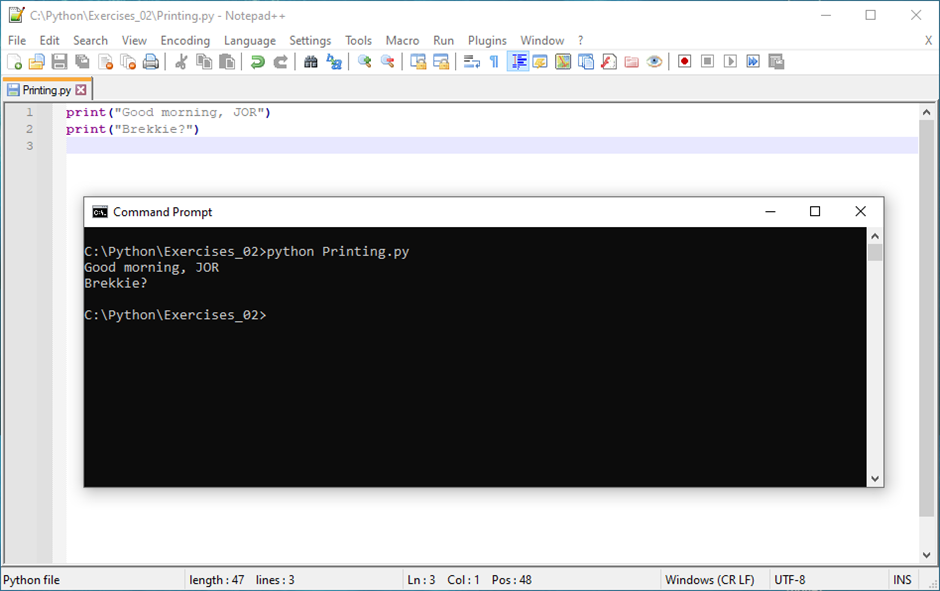 C:\Python\Exercises_02\Printing.py - Notepad++
File Edit Search View Encoding Language Settings Tools Macro Run Plugins Window ? X
Printing.py
1 print("Good morning, JOR")
2 print("Brekkie?")
3
Command Prompt
C:\Python\Exercises_02>python Printing.py
Good morning, JOR
Brekkie?
C:\Python\Exercises_02>
Python file length : 47 lines : 3 Ln : 3 Col : 1 Pos : 48 Windows (CR LF) UTF-8 INS